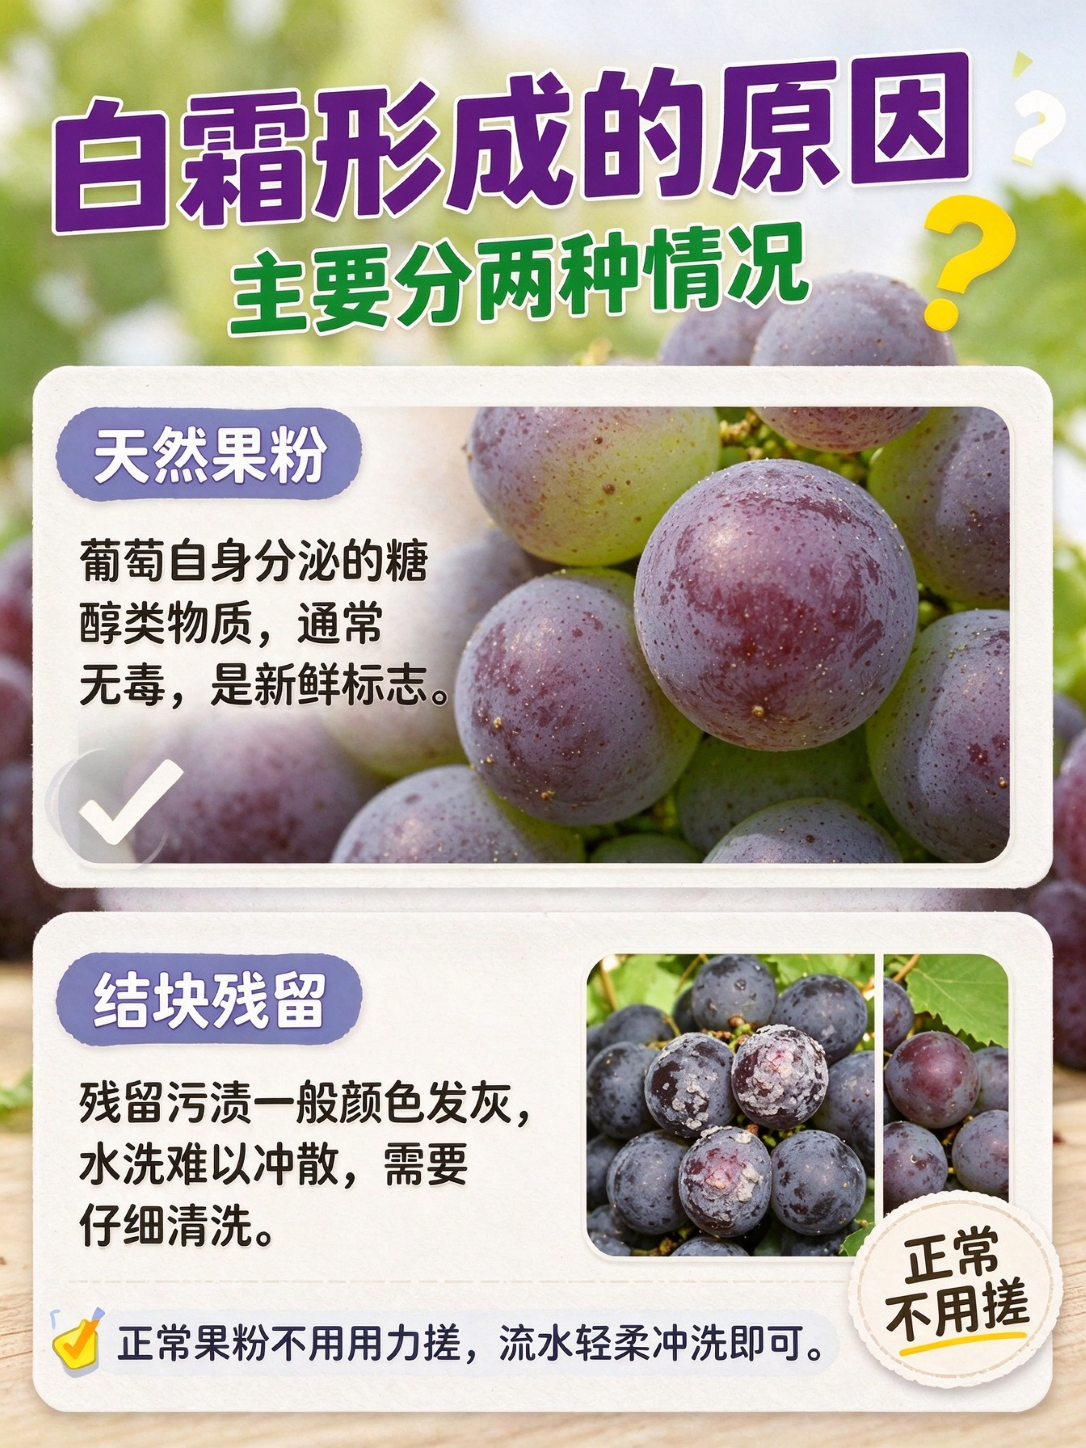 白霜形成的原因
?
?
主要分两种情况
天然果粉
葡萄自身分泌的糖
醇类物质，通常
无毒，是新鲜标志。
结块残留
残留污渍一般颜色发灰，
水洗难以冲散，需要
仔细清洗。
正常
不用搓
正常果粉不用用力搓，流水轻柔冲洗即可。